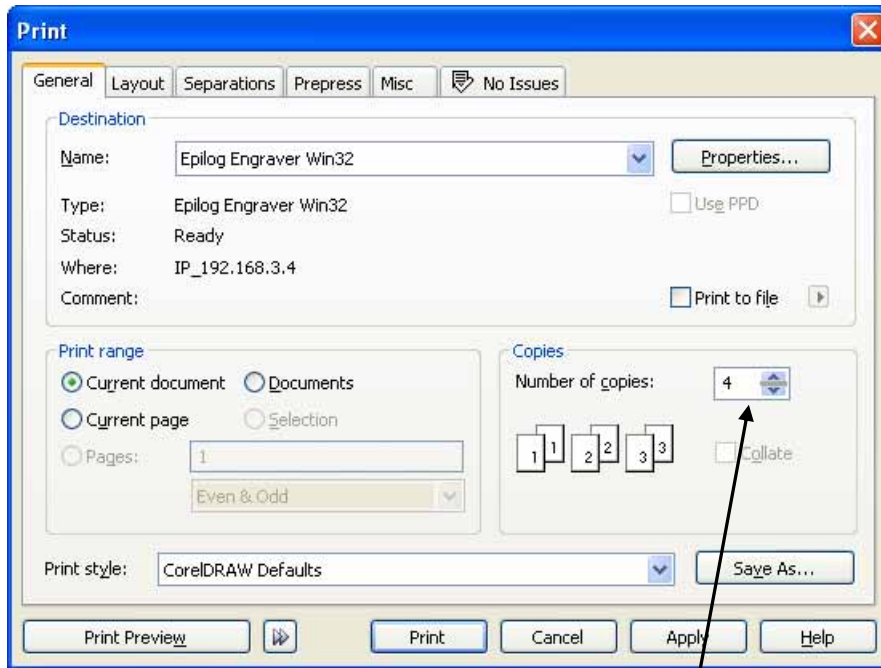 Print
General Layout Separations Prepress Misc No Issues
Destination
Name: Epilog Engraver Win32 Properties...
Type: Epilog Engraver Win32 Use PPD
Status: Ready
Where: IP_192.168.3.4
Comment: Print to file
Print range
Current document Documents
Current page Selection
Pages: 1
Even & Odd
Copies
Number of copies: 4
1 1 2 2 3 3 Collate
Print style: CorelDRAW Defaults Save As...
Print Preview Print Cancel Apply Help